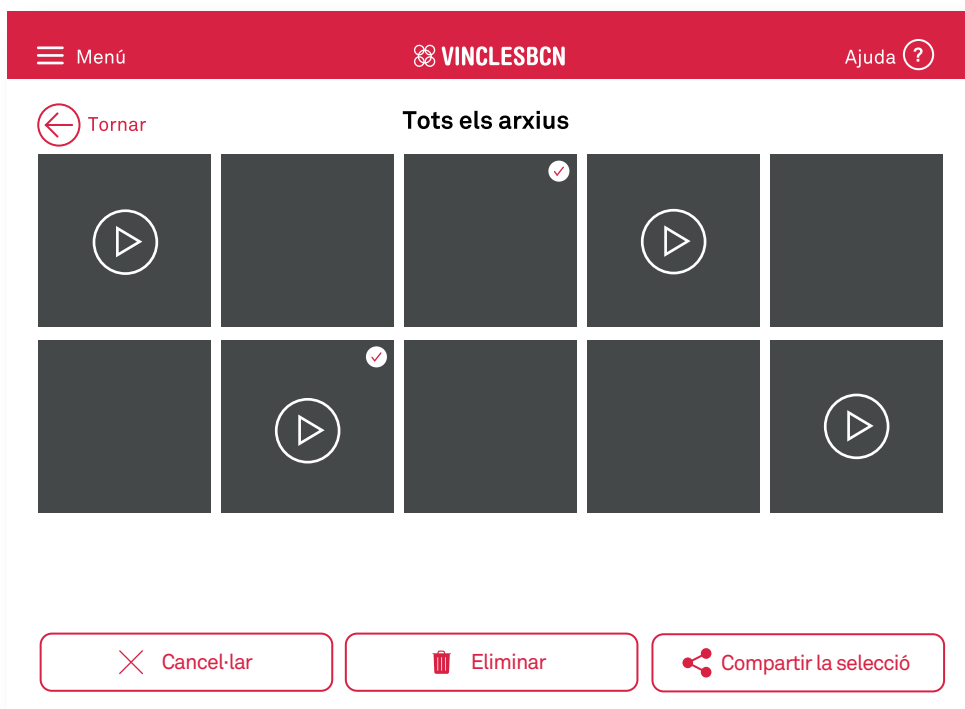 Menú
VINCLESBCN
Ajuda ?
Tornar
Tots els arxius
Cancel·lar
Eliminar
Compartir la selecció